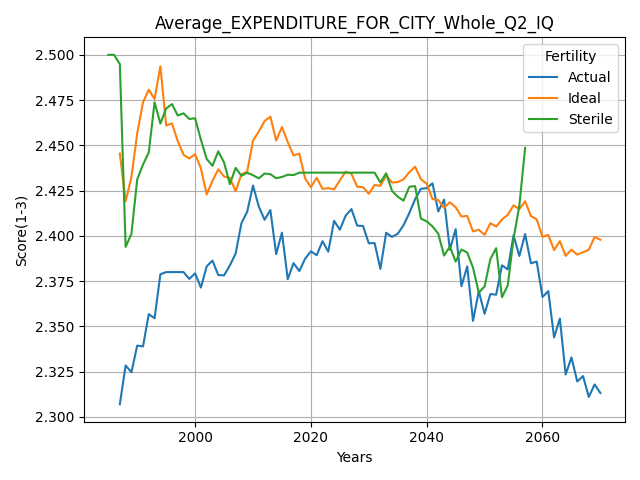 Average_EXPENDITURE_FOR_CITY_Whole_Q2_IQ
Fertility
Actual
Ideal
Sterile
Score(1-3)
2.500
2.475
2.450
2.425
2.400
2.375
2.350
2.325
2.300
2000
2020
2040
2060
Years